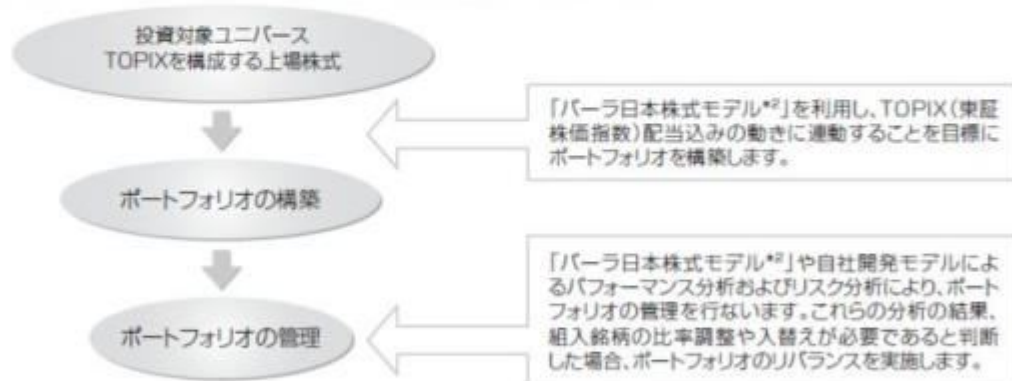 投資対象ユニバース
TOPIXを構成する上場株式
「バーラ日本株式モデル*2」を利用し、TOPIX(東証
株価指数)配当込みの動きに連動することを目標に
ポートフォリオを構築します。
ポートフォリオの構築
「バーラ日本株式モデル*2」や自社開発モデルによ
るパフォーマンス分析およびリスク分析により、ポート
フォリオの管理を行ないます。これらの分析の結果、
組入銘柄の比率調整や入替えが必要であると判断
した場合、ポートフォリオのリバランスを実施します。
ポートフォリオの管理